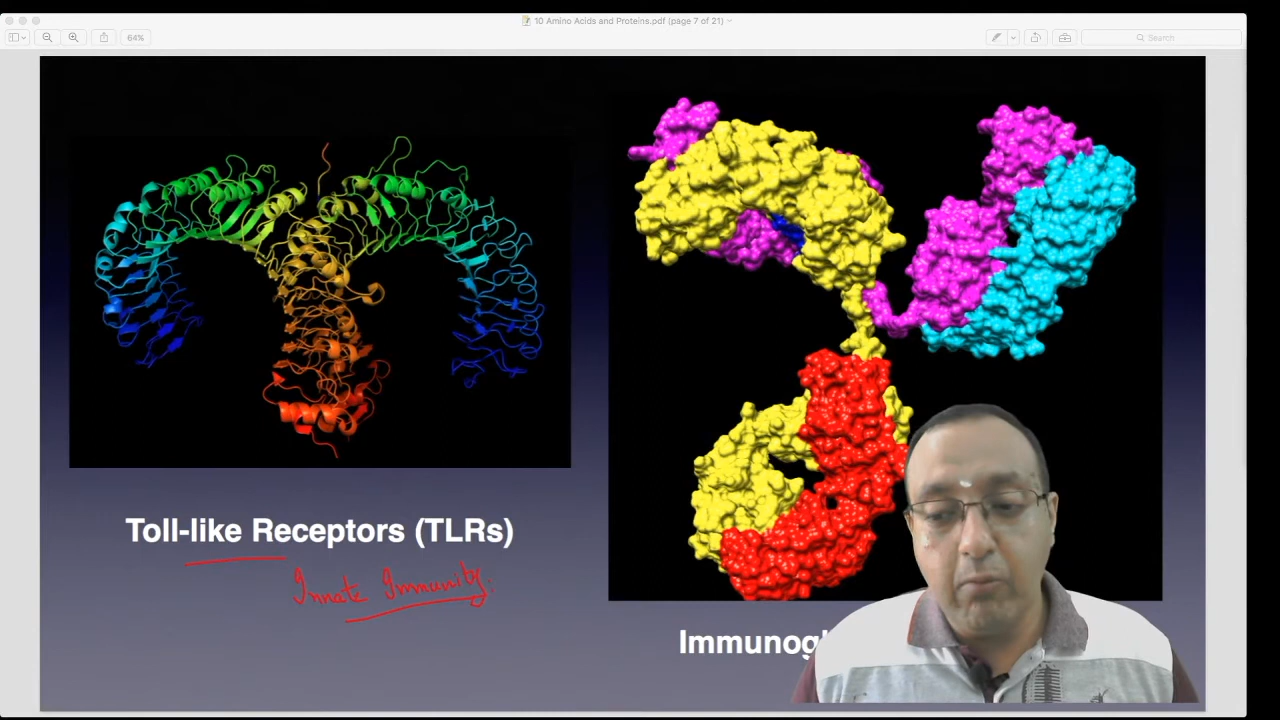 10 Amino Acids and Proteins.pdf (page 7 of 21)
64%
Search
Toll-like Receptors (TLRs)
Innate Immunity.
Immunog